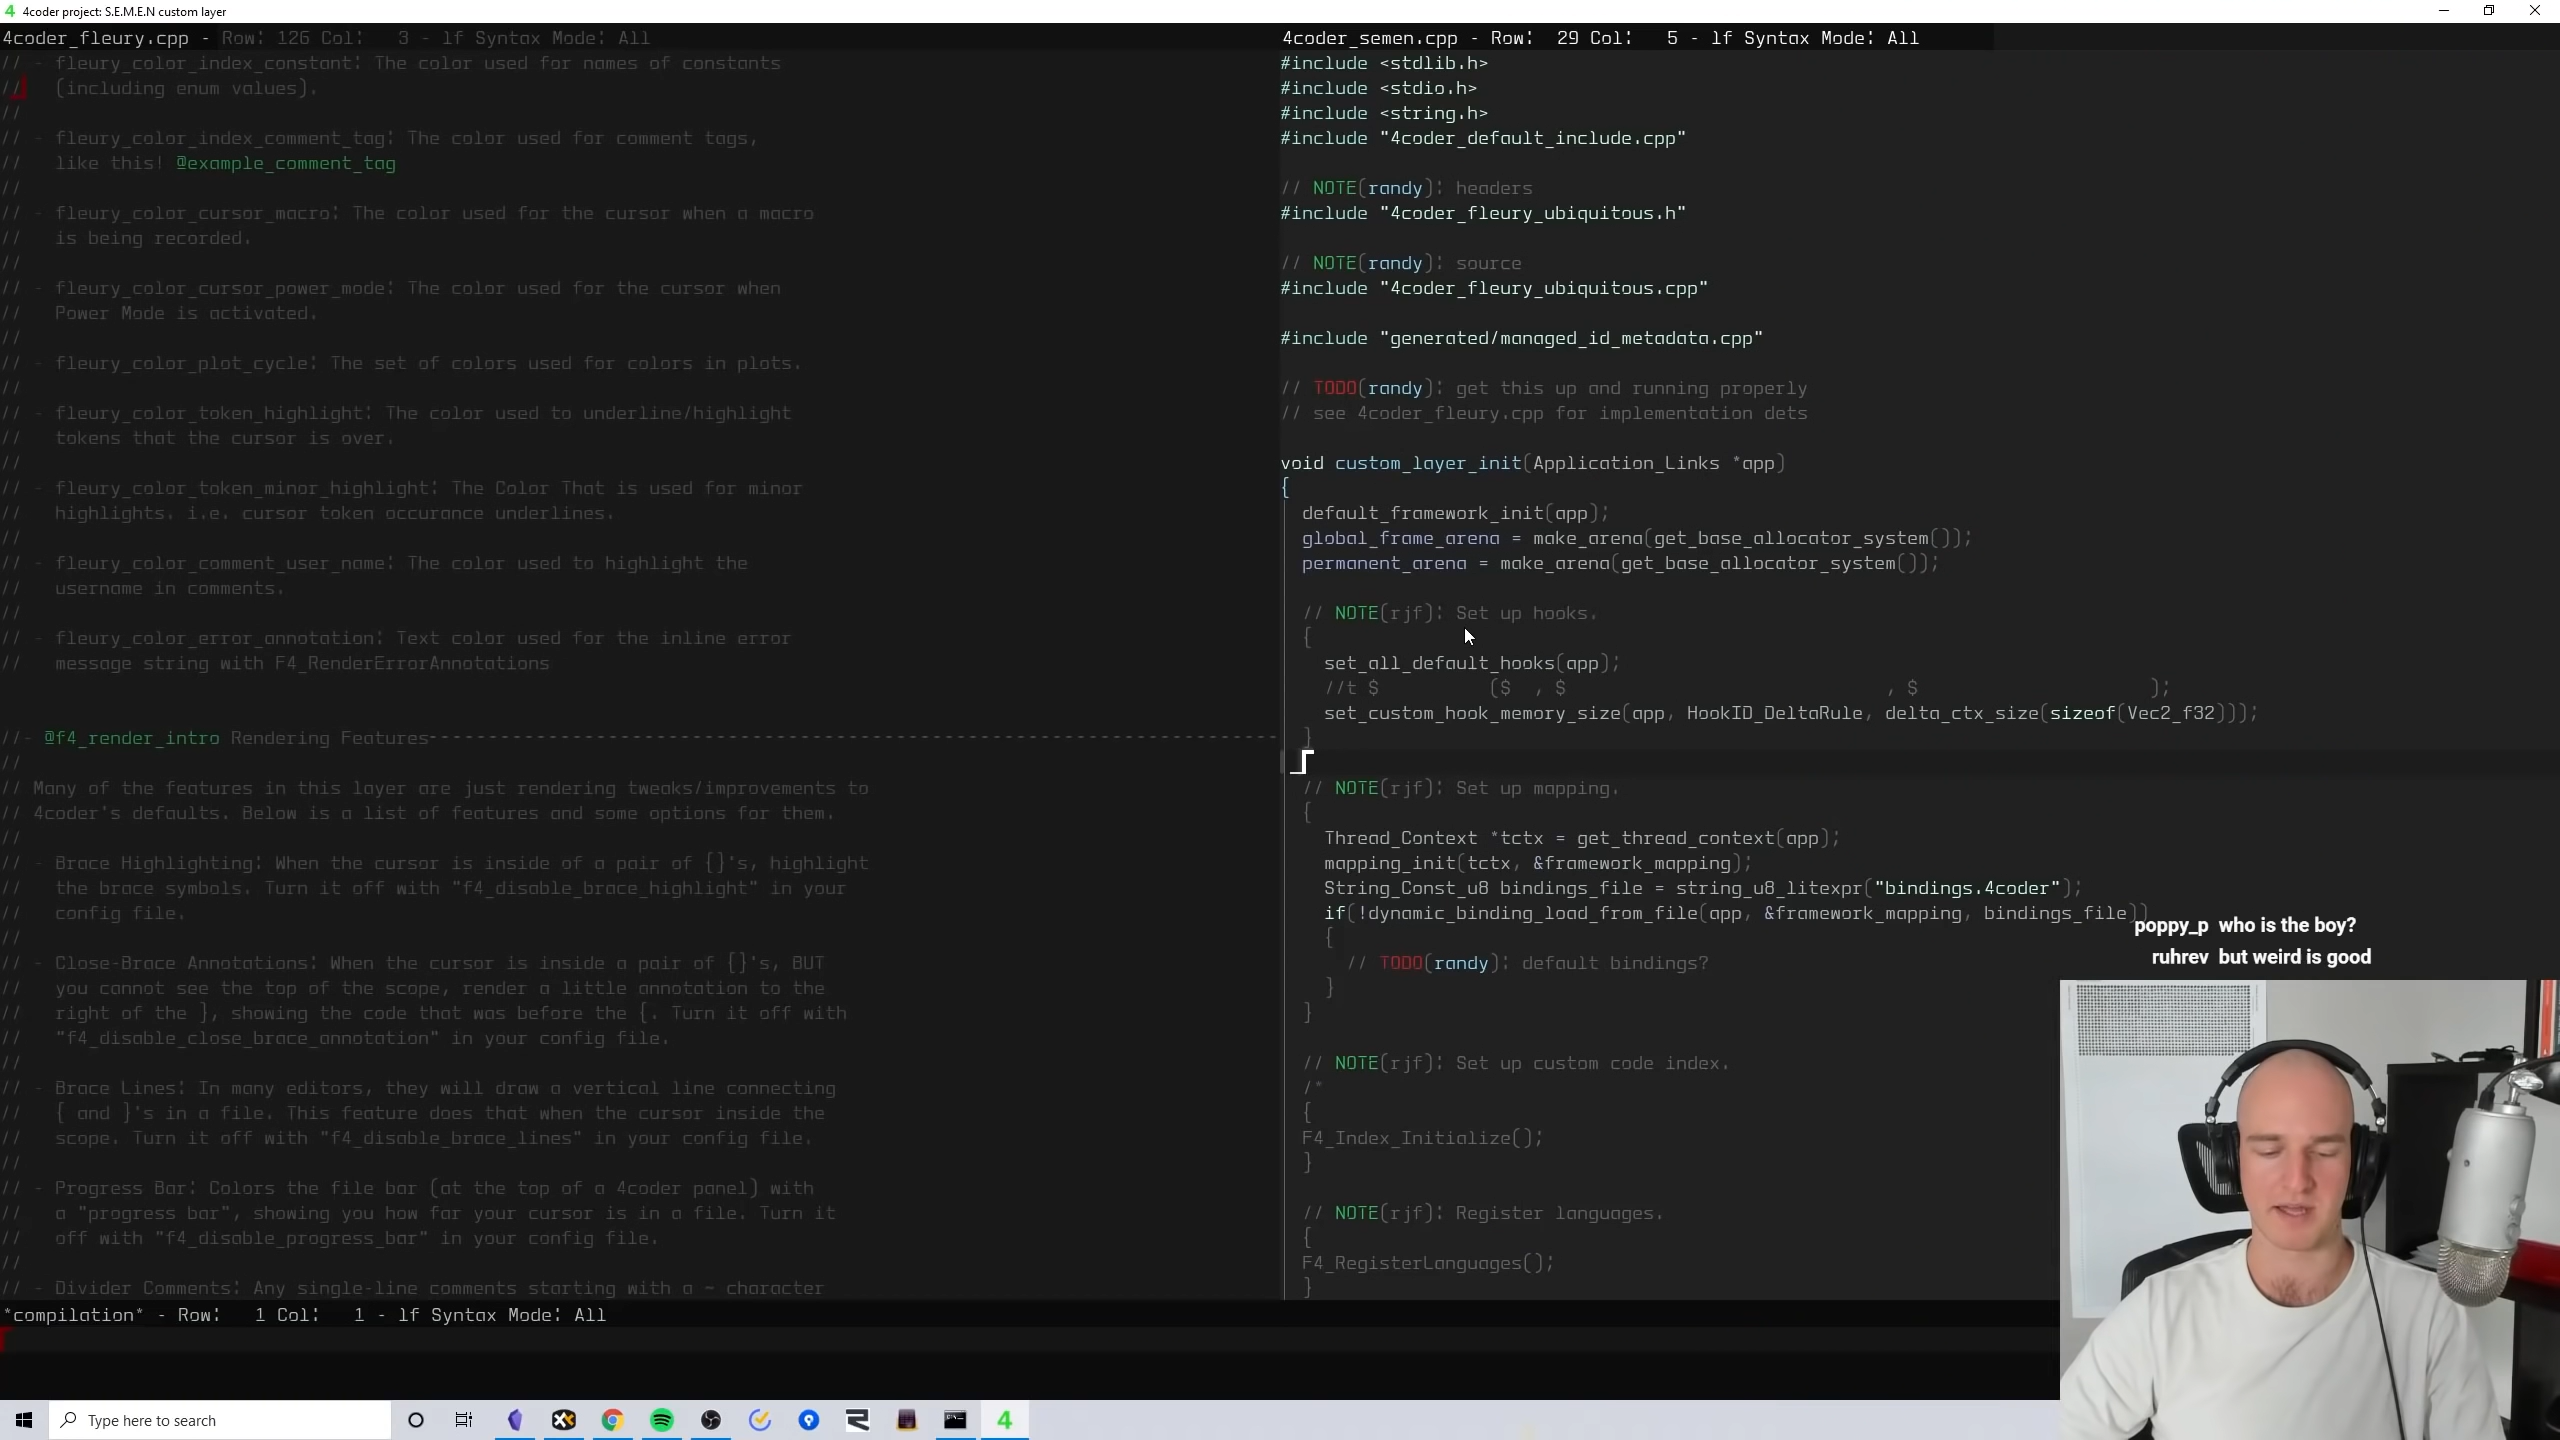 4coder project: S.E.M.E.N custom layer
4coder_fleury.cpp - Row: 126 Col:   3 - lf Syntax Mode: All
// - fleury_color_index_constant: The color used for names of constants
//   (including enum values).
//
// - fleury_color_index_comment_tag: The color used for comment tags,
//   like this! @example_comment_tag
//
// - fleury_color_cursor_macro: The color used for the cursor when a macro
//   is being recorded.
//
// - fleury_color_cursor_power_mode: The color used for the cursor when
//   Power Mode is activated.
//
// - fleury_color_plot_cycle: The set of colors used for colors in plots.
//
// - fleury_color_token_highlight: The color used to underline/highlight
//   tokens that the cursor is over.
//
// - fleury_color_token_minor_highlight: The Color That is used for minor
//   highlights. i.e. cursor token occurance underlines.
//
// - fleury_color_comment_user_name: The color used to highlight the
//   username in comments.
//
// - fleury_color_error_annotation: Text color used for the inline error
//   message string with F4_RenderErrorAnnotations
//- @f4_render_intro Rendering Features------------------------------------------------------------------------------
//
// Many of the features in this layer are just rendering tweaks/improvements to
// 4coder's defaults. Below is a list of features and some options for them.
//
// - Brace Highlighting: When the cursor is inside of a pair of {}'s, highlight
//   the brace symbols. Turn it off with "f4_disable_brace_highlight" in your
//   config file.
//
// - Close-Brace Annotations: When the cursor is inside a pair of {}'s, BUT
//   you cannot see the top of the scope, render a little annotation to the
//   right of the }, showing the code that was before the {. Turn it off with
//   "f4_disable_close_brace_annotation" in your config file.
//
// - Brace Lines: In many editors, they will draw a vertical line connecting
//   { and }'s in a file. This feature does that when the cursor inside the
//   scope. Turn it off with "f4_disable_brace_lines" in your config file.
//
// - Progress Bar: Colors the file bar (at the top of a 4coder panel) with
//   a "progress bar", showing you how far your cursor is in a file. Turn it
//   off with "f4_disable_progress_bar" in your config file.
//
// - Divider Comments: Any single-line comments starting with a ~ character
4coder_semen.cpp - Row:  29 Col:   5 - lf Syntax Mode: All
#include <stdlib.h>
#include <stdio.h>
#include <string.h>
#include "4coder_default_include.cpp"
// NOTE(randy): headers
#include "4coder_fleury_ubiquitous.h"
// NOTE(randy): source
#include "4coder_fleury_ubiquitous.cpp"
#include "generated/managed_id_metadata.cpp"
// TODO(randy): get this up and running properly
// see 4coder_fleury.cpp for implementation dets
void custom_layer_init(Application_Links *app)
{
default_framework_init(app);
global_frame_arena = make_arena(get_base_allocator_system());
permanent_arena = make_arena(get_base_allocator_system());
// NOTE(rjf): Set up hooks.
{
set_all_default_hooks(app);
//t $          ($  , $                             , $                     );
set_custom_hook_memory_size(app, HookID_DeltaRule, delta_ctx_size(sizeof(Vec2_f32)));
}
// NOTE(rjf): Set up mapping.
{
Thread_Context *tctx = get_thread_context(app);
mapping_init(tctx, &framework_mapping);
String_Const_u8 bindings_file = string_u8_litexpr("bindings.4coder");
if(!dynamic_binding_load_from_file(app, &framework_mapping, bindings_file))
{
// TODO(randy): default bindings?
}
}
// NOTE(rjf): Set up custom code index.
/*
{
F4_Index_Initialize();
}
// NOTE(rjf): Register languages.
{
F4_RegisterLanguages();
}
poppy_p who is the boy?
ruhrev but weird is good
*compilation* - Row:   1 Col:   1 - lf Syntax Mode: All
Type here to search